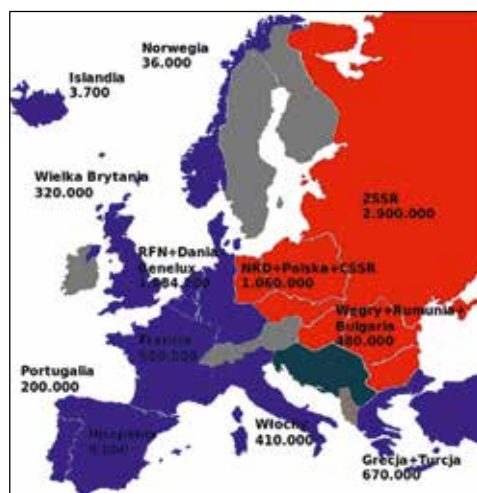 Norwegia
36.000
Islandia
3.700
Wielka Brytania
320.000
ZSSR
2.900.000
RFN+Dania+
Benelux
NKD+Polska+CSSR
1.060.000
Węgry+Rumunia+
Bulgaria
480.000
Francja
Portugalia
200.000
Hiszpania
Włochy
410.000
Grecja+Turcja
670.000